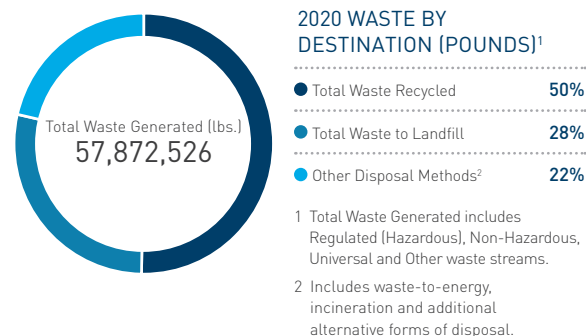 Total Waste Generated (lbs.)
57,872,526
2020 WASTE BY
DESTINATION (POUNDS)¹
Total Waste Recycled 50%
Total Waste to Landfill 28%
Other Disposal Methods² 22%
1 Total Waste Generated includes
Regulated (Hazardous), Non-Hazardous,
Universal and Other waste streams.
2 Includes waste-to-energy,
incineration and additional
alternative forms of disposal.